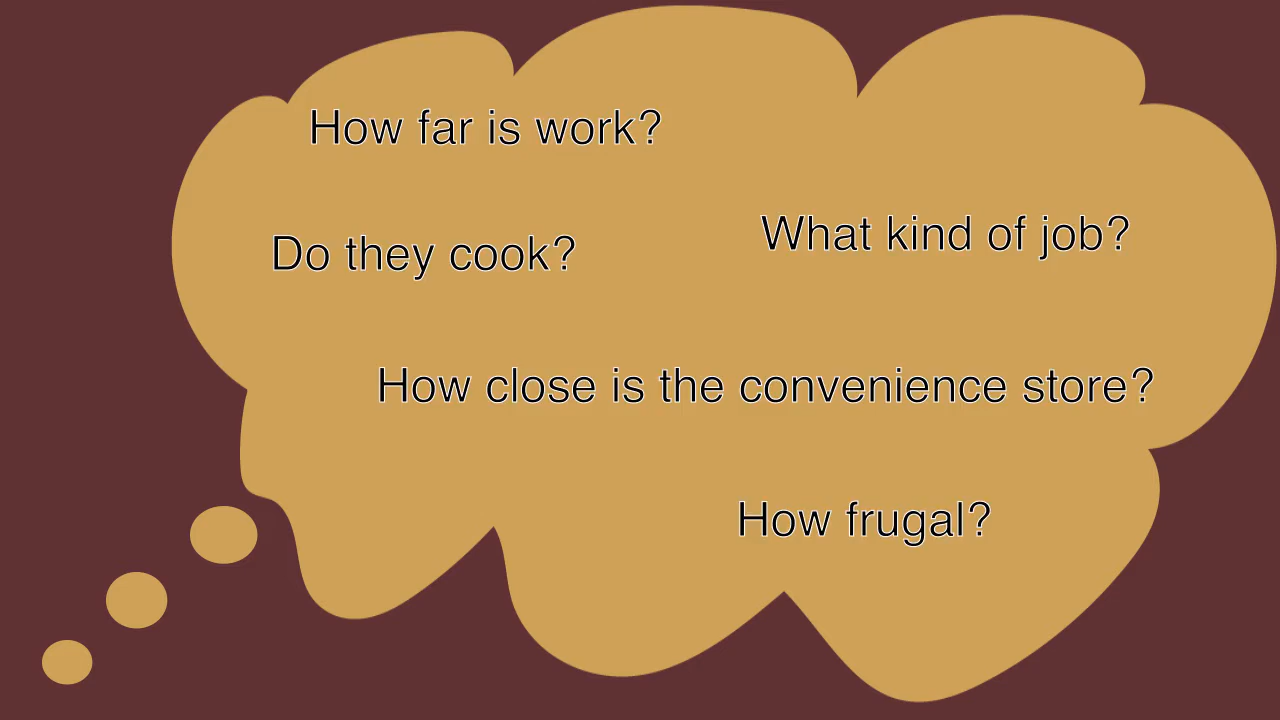 How far is work?
What kind of job?
Do they cook?
How close is the convenience store?
How frugal?